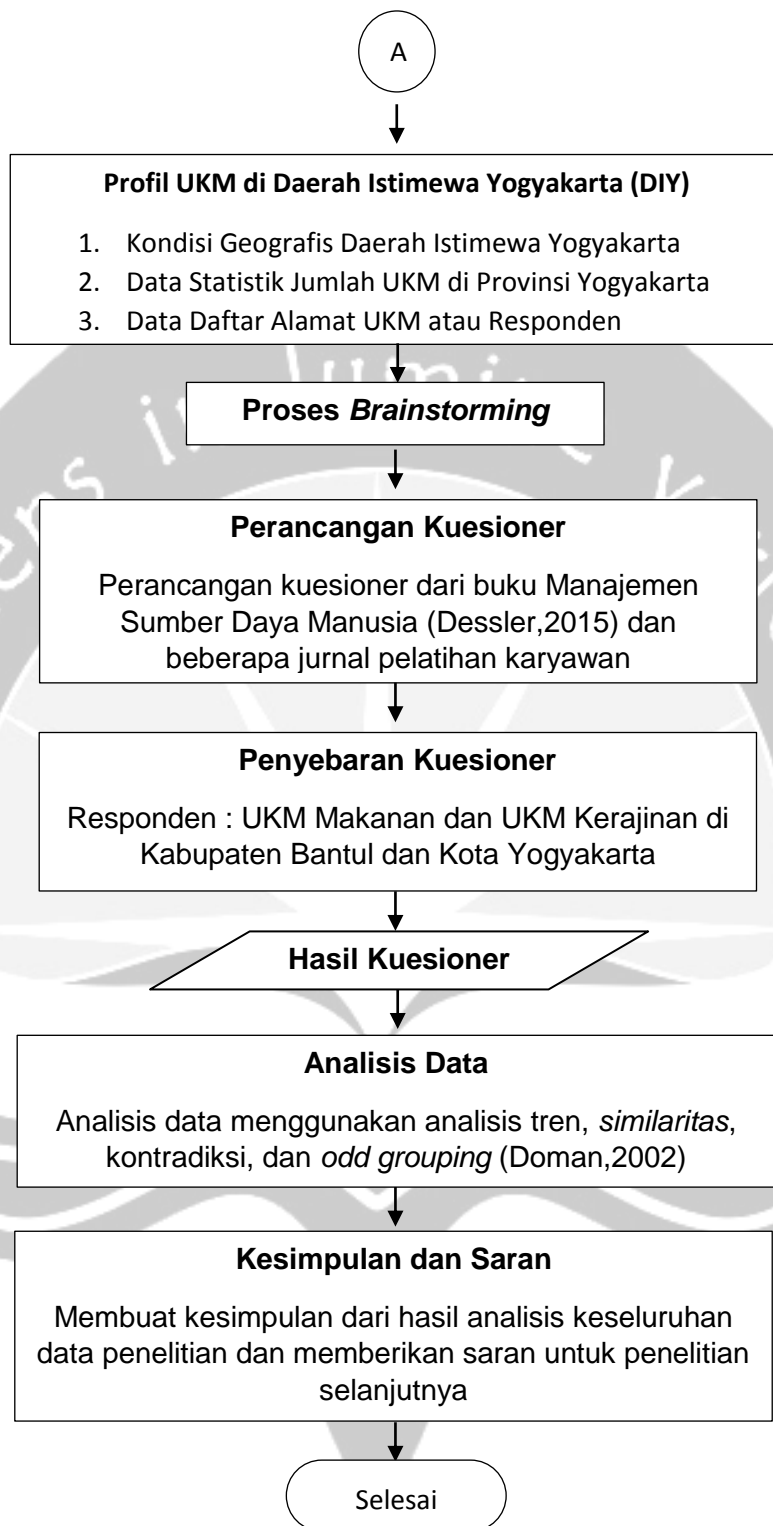 A
Profil UKM di Daerah Istimewa Yogyakarta (DIY)
1. Kondisi Geografis Daerah Istimewa Yogyakarta
2. Data Statistik Jumlah UKM di Provinsi Yogyakarta
3. Data Daftar Alamat UKM atau Responden
Proses Brainstorming
Perancangan Kuesioner
Perancangan kuesioner dari buku Manajemen
Sumber Daya Manusia (Dessler,2015) dan
beberapa jurnal pelatihan karyawan
Penyebaran Kuesioner
Responden : UKM Makanan dan UKM Kerajinan di
Kabupaten Bantul dan Kota Yogyakarta
Hasil Kuesioner
Analisis Data
Analisis data menggunakan analisis tren, similaritas,
kontradiksi, dan odd grouping (Doman,2002)
Kesimpulan dan Saran
Membuat kesimpulan dari hasil analisis keseluruhan
data penelitian dan memberikan saran untuk penelitian
selanjutnya
Selesai